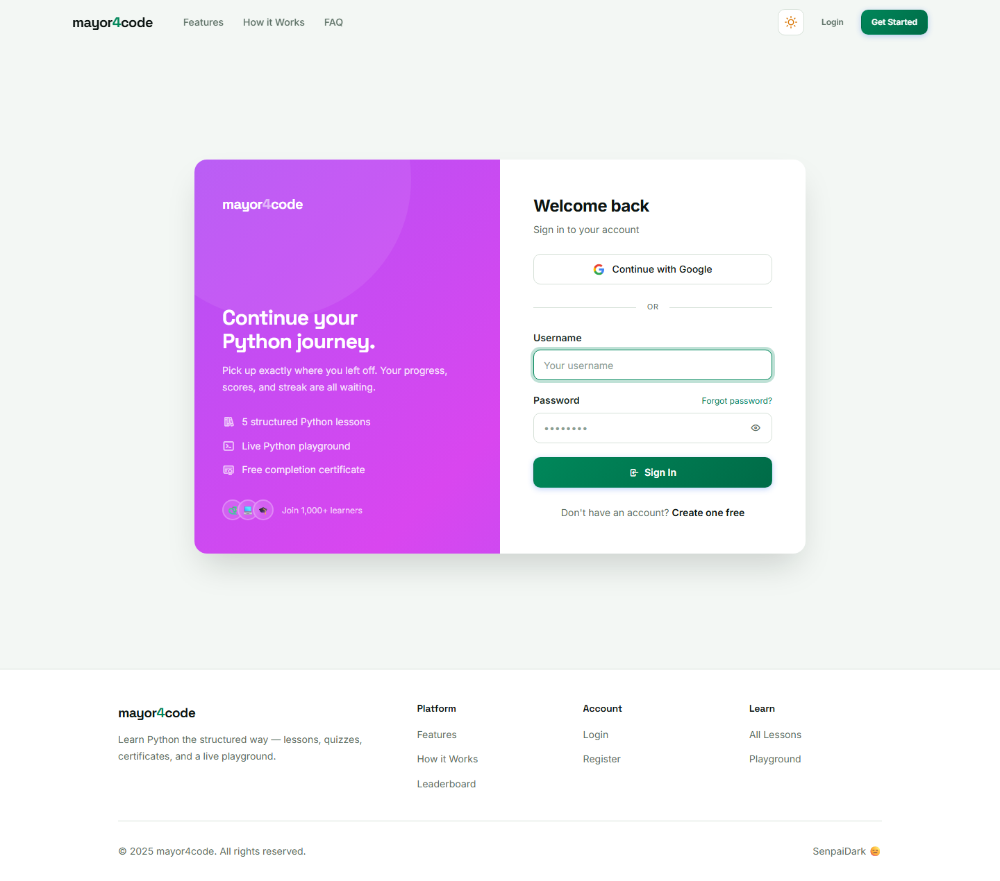 mayor4code
Features
How it Works
FAQ
Login
Get Started
mayor4code
Continue your
Python journey.
Pick up exactly where you left off. Your progress,
scores, and streak are all waiting.
5 structured Python lessons
Live Python playground
Free completion certificate
Join 1,000+ learners
Welcome back
Sign in to your account
Continue with Google
OR
Username
Your username
Password
Forgot password?
••••••••
Sign In
Don't have an account? Create one free
mayor4code
Learn Python the structured way — lessons, quizzes,
certificates, and a live playground.
Platform
Features
How it Works
Leaderboard
Account
Login
Register
Learn
All Lessons
Playground
© 2025 mayor4code. All rights reserved.
SenpaiDark 😑